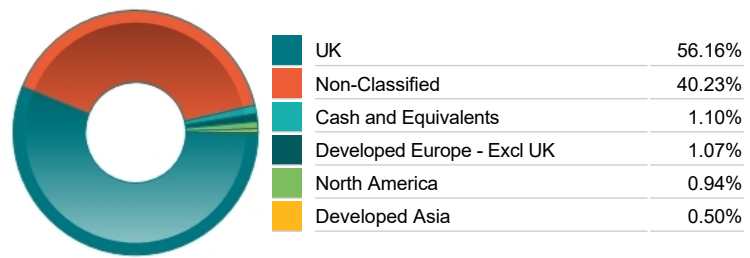 UK 56.16%
Non-Classified 40.23%
Cash and Equivalents 1.10%
Developed Europe - Excl UK 1.07%
North America 0.94%
Developed Asia 0.50%